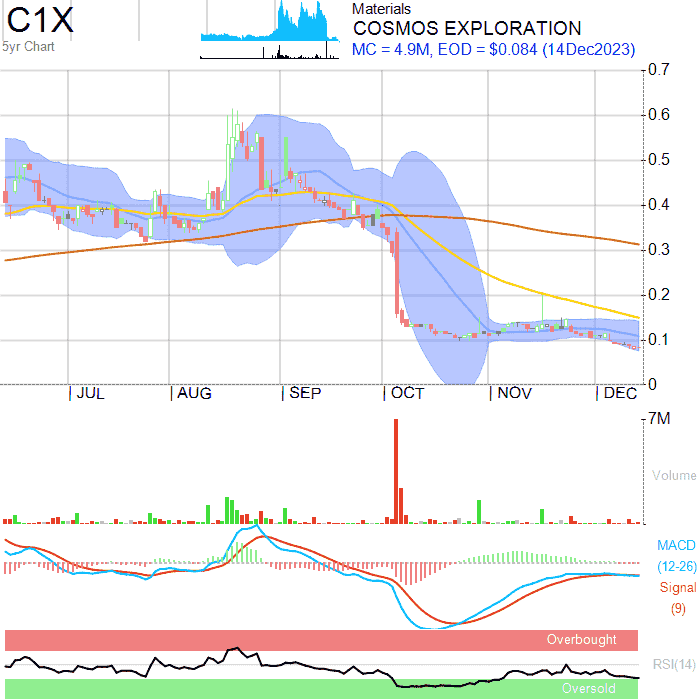 C1X
5yr Chart
Materials
COSMOS EXPLORATION
MC = 4.9M, EOD = $0.084 (14Dec2023)
0.7
0.6
0.5
0.4
0.3
0.2
0.1
0
JUL AUG SEP OCT NOV DEC
7M
Volume
MACD
(12-26)
Signal
(9)
Overbought
RSI(14)
Oversold